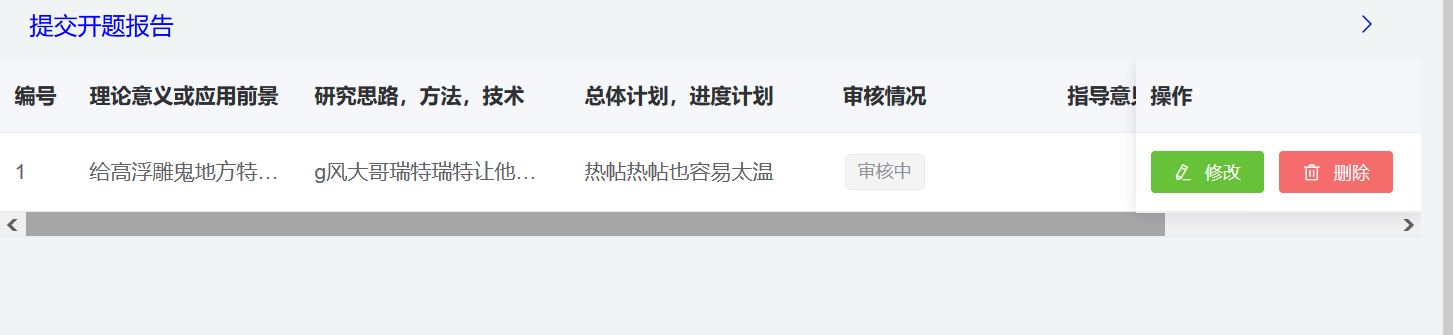 提交开题报告
编号 理论意义或应用前景 研究思路，方法，技术 总体计划，进度计划 审核情况 指导意 操作
1 给高浮雕鬼地方特... g风大哥瑞特瑞特让他... 热帖热帖也容易太温 审核中 修改 删除